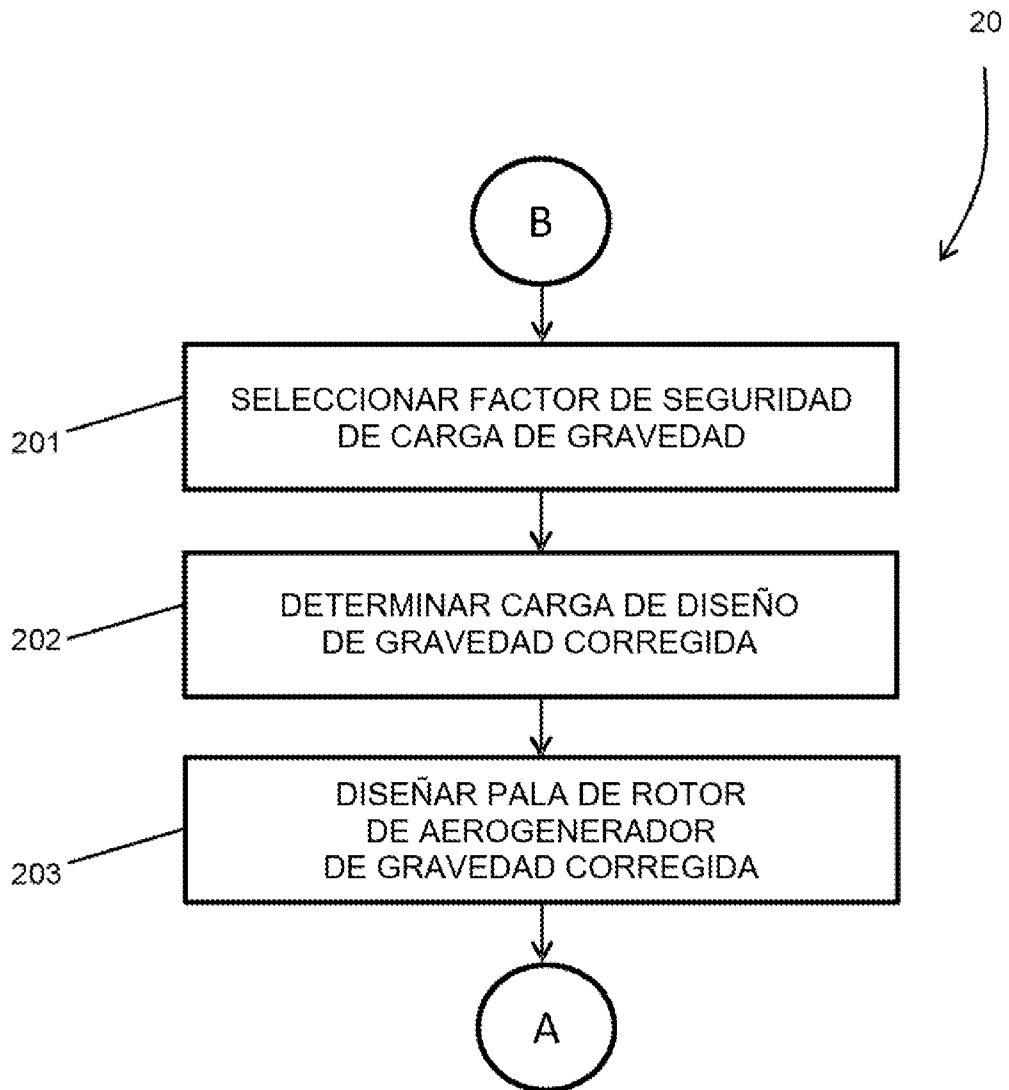 20
B
201
SELECCIONAR FACTOR DE SEGURIDAD
DE CARGA DE GRAVEDAD
202
DETERMINAR CARGA DE DISEÑO
DE GRAVEDAD CORREGIDA
203
DISEÑAR PALA DE ROTOR
DE AEROGENERADOR
DE GRAVEDAD CORREGIDA
A